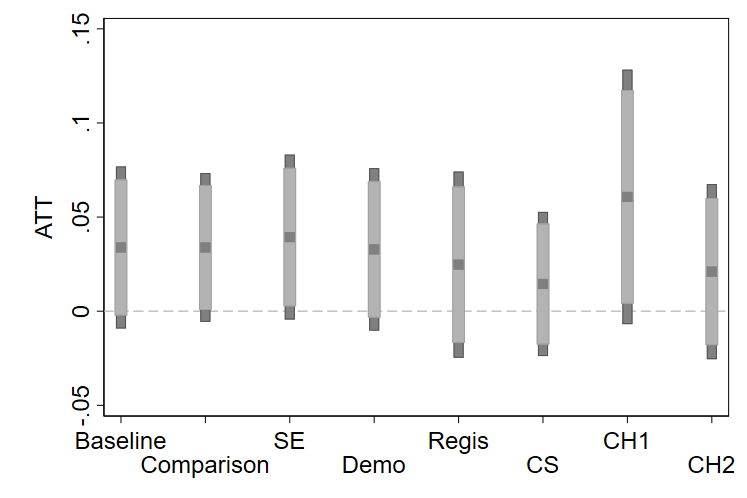 .15
.1
.05
0
-.05
ATT
Baseline
SE
Regis
CH1
Comparison
Demo
CS
CH2